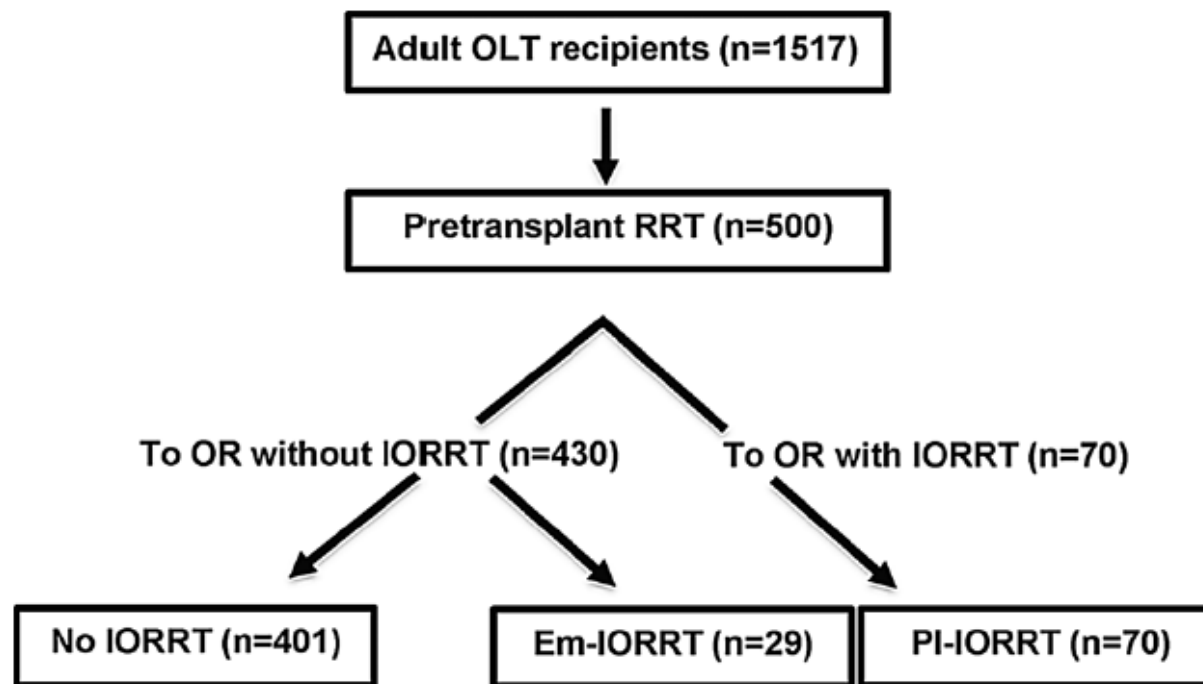 Adult OLT recipients (n=1517)
Pretransplant RRT (n=500)
To OR without IORRT (n=430)
To OR with IORRT (n=70)
No IORRT (n=401)
Em-IORRT (n=29)
PI-IORRT (n=70)